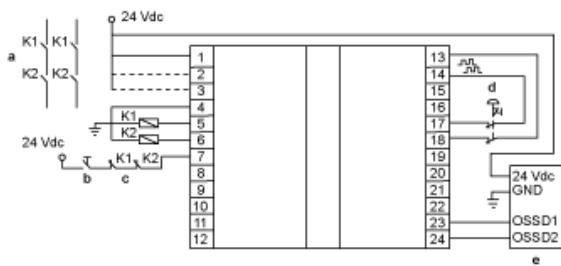 24 Vdc
K1 K1
a
K2 K2
K1
K2
24 Vdc
K1 K2
b c
1
2
3
4
5
6
7
8
9
10
11
12
13
14
15
16
17
18
19
20
21
22
23
24
d
24 Vdc
GND
OSSD1
OSSD2
e